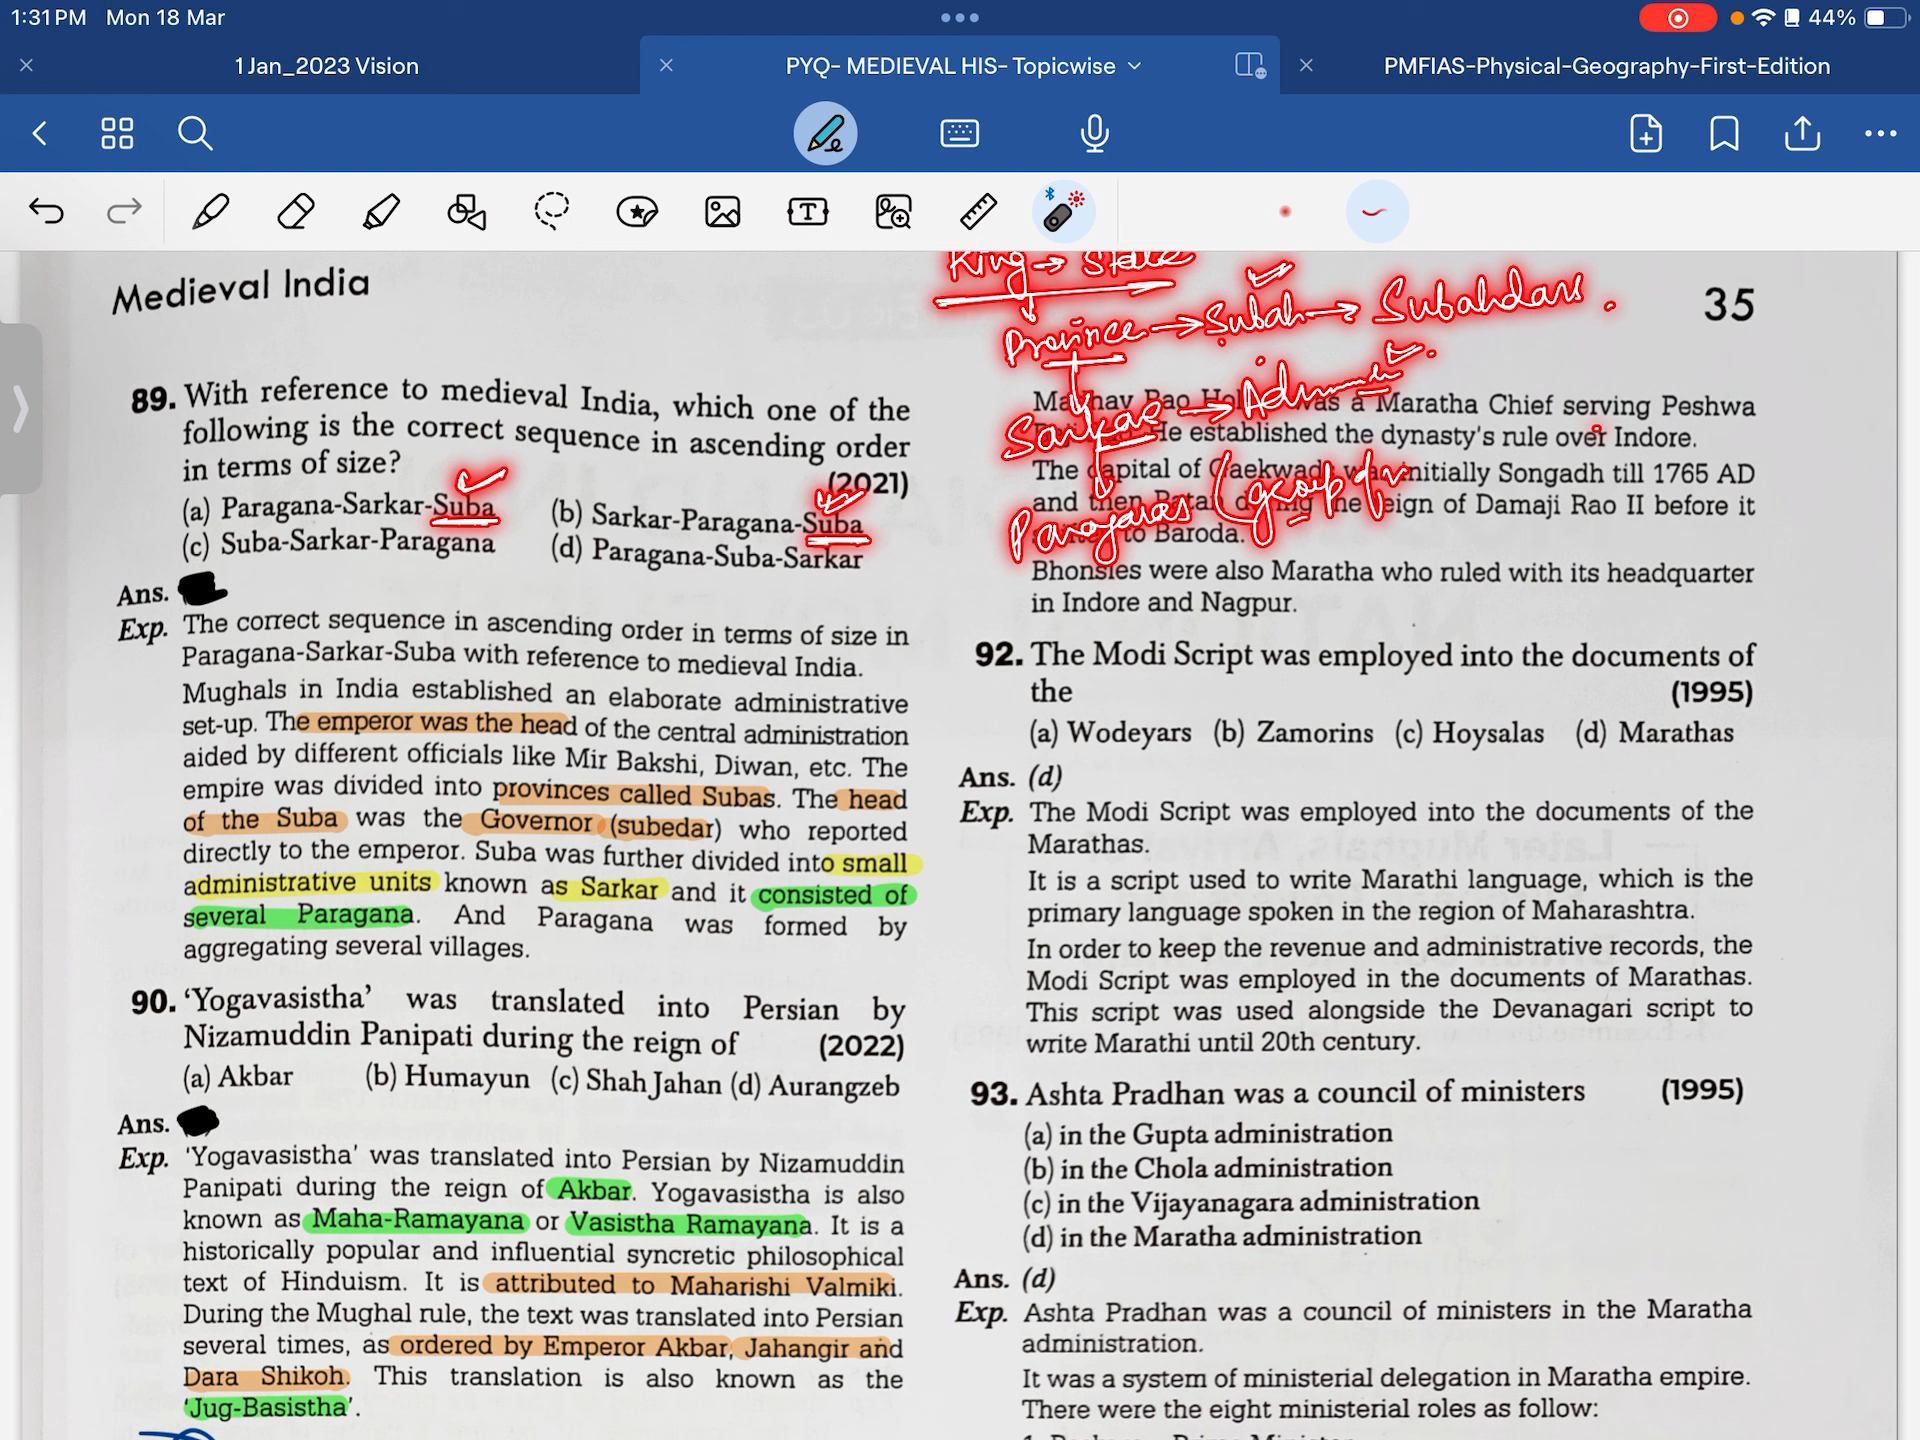 1:31 PM Mon 18 Mar
44%
1Jan_2023 Vision
PYQ- MEDIEVAL HIS- Topicwise
PMFIAS-Physical-Geography-First-Edition
Medieval India
35
89. With reference to medieval India, which one of the
following is the correct sequence in ascending order
in terms of size? (2021)
(a) Paragana-Sarkar-Suba (b) Sarkar-Paragana-Suba
(c) Suba-Sarkar-Paragana (d) Paragana-Suba-Sarkar
Ans.
Exp. The correct sequence in ascending order in terms of size in
Paragana-Sarkar-Suba with reference to medieval India.
Mughals in India established an elaborate administrative
set-up. The emperor was the head of the central administration
aided by different officials like Mir Bakshi, Diwan, etc. The
empire was divided into provinces called Subas. The head
of the Suba was the Governor (subedar) who reported
directly to the emperor. Suba was further divided into small
administrative units known as Sarkar and it consisted of
several Paragana. And Paragana was formed by
aggregating several villages.
90. 'Yogavasistha' was translated into Persian by
Nizamuddin Panipati during the reign of (2022)
(a) Akbar (b) Humayun (c) Shah Jahan (d) Aurangzeb
Ans.
Exp. 'Yogavasistha' was translated into Persian by Nizamuddin
Panipati during the reign of Akbar. Yogavasistha is also
known as Maha-Ramayana or Vasistha Ramayana. It is a
historically popular and influential syncretic philosophical
text of Hinduism. It is attributed to Maharishi Valmiki.
During the Mughal rule, the text was translated into Persian
several times, as ordered by Emperor Akbar, Jahangir and
Dara Shikoh. This translation is also known as the
'Jug-Basistha'.
King → State
Province → Subah → Subahdars.
Sarkar →
Parganas (group of
Rao was a Maratha Chief serving Peshwa
He established the dynasty's rule over Indore.
The capital of initially Songadh till 1765 AD
and then reign of Damaji Rao II before it
to Baroda.
Bhonsles were also Maratha who ruled with its headquarter
in Indore and Nagpur.
92. The Modi Script was employed into the documents of
the (1995)
(a) Wodeyars (b) Zamorins (c) Hoysalas (d) Marathas
Ans. (d)
Exp. The Modi Script was employed into the documents of the
Marathas.
It is a script used to write Marathi language, which is the
primary language spoken in the region of Maharashtra.
In order to keep the revenue and administrative records, the
Modi Script was employed in the documents of Marathas.
This script was used alongside the Devanagari script to
write Marathi until 20th century.
93. Ashta Pradhan was a council of ministers (1995)
(a) in the Gupta administration
(b) in the Chola administration
(c) in the Vijayanagara administration
(d) in the Maratha administration
Ans. (d)
Exp. Ashta Pradhan was a council of ministers in the Maratha
administration.
It was a system of ministerial delegation in Maratha empire.
There were the eight ministerial roles as follow: